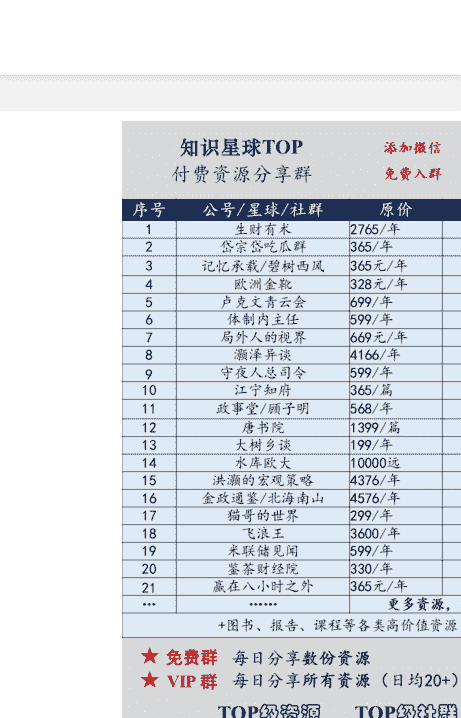 知识星球TOP 添加微信
付费资源分享群 免费入群
序号 公号/星球/社群 原价
1 生财有术 2765/年
2 岱宗岱吃瓜群 365/年
3 记忆承载/碧树西风 365元/年
4 欧洲金靴 328元/年
5 卢克文青云会 699/年
6 体制内主任 599/年
7 局外人的视界 669元/年
8 灏泽异谈 4166/年
9 守夜人总司令 599/年
10 江宁知府 365/篇
11 政事堂/顾子明 568/年
12 唐书院 1399/篇
13 大树乡谈 199/年
14 水库欧大 10000远
15 洪灏的宏观策略 4376/年
16 金政通鉴/北海南山 4576/年
17 猫哥的世界 299/年
18 飞浪王 3600/年
19 米联储见闻 599/年
20 鉴茶财经院 330/年
21 赢在八小时之外 365元/年
... ...... 更多资源,
+图书、报告、课程等各类高价值资源
★ 免费群 每日分享数份资源
★ VIP 群 每日分享所有资源（日均20+）
TOP级资源 TOP级社群